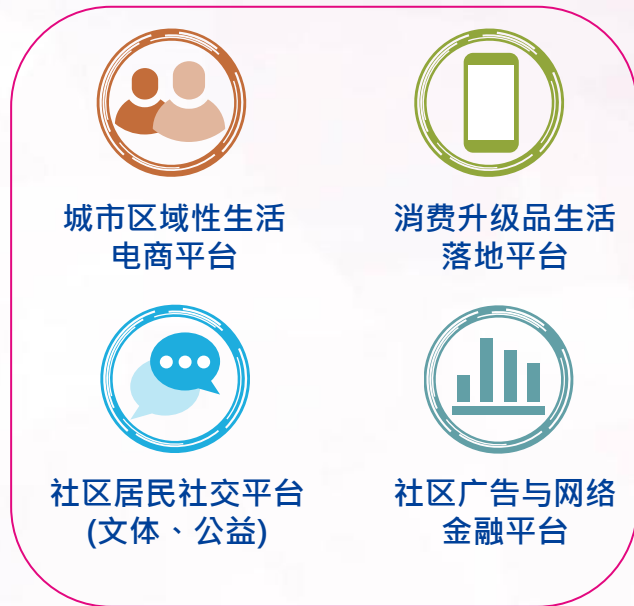 城市区域性生活
电商平台
消费升级品生活
落地平台
社区居民社交平台
(文体、公益)
社区广告与网络
金融平台